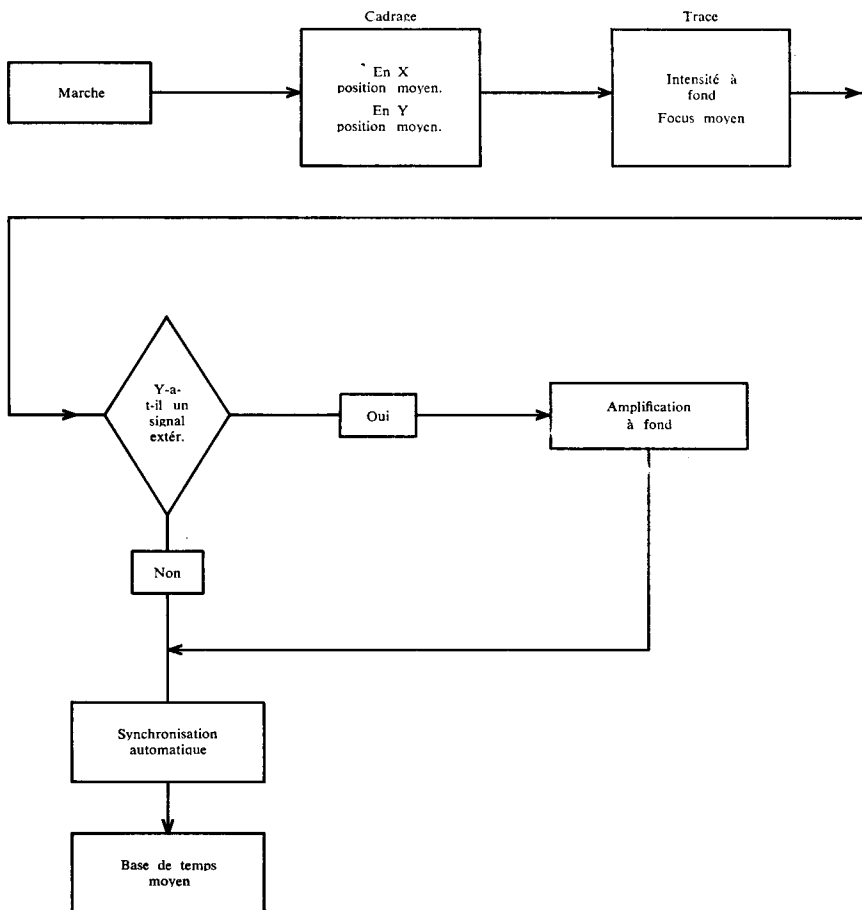 Cadrage
Trace
Marche
En X
position moyen.
En Y
position moyen.
Intensité à
fond
Focus moyen
Y-a-
t-il un
signal
extér.
Oui
Amplification
à fond
Non
Synchronisation
automatique
Base de temps
moyen